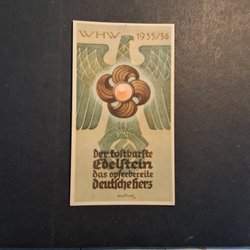 WHW 1935/36
Der kostbarste
Edelstein
das opferbereite
deutsche Herz